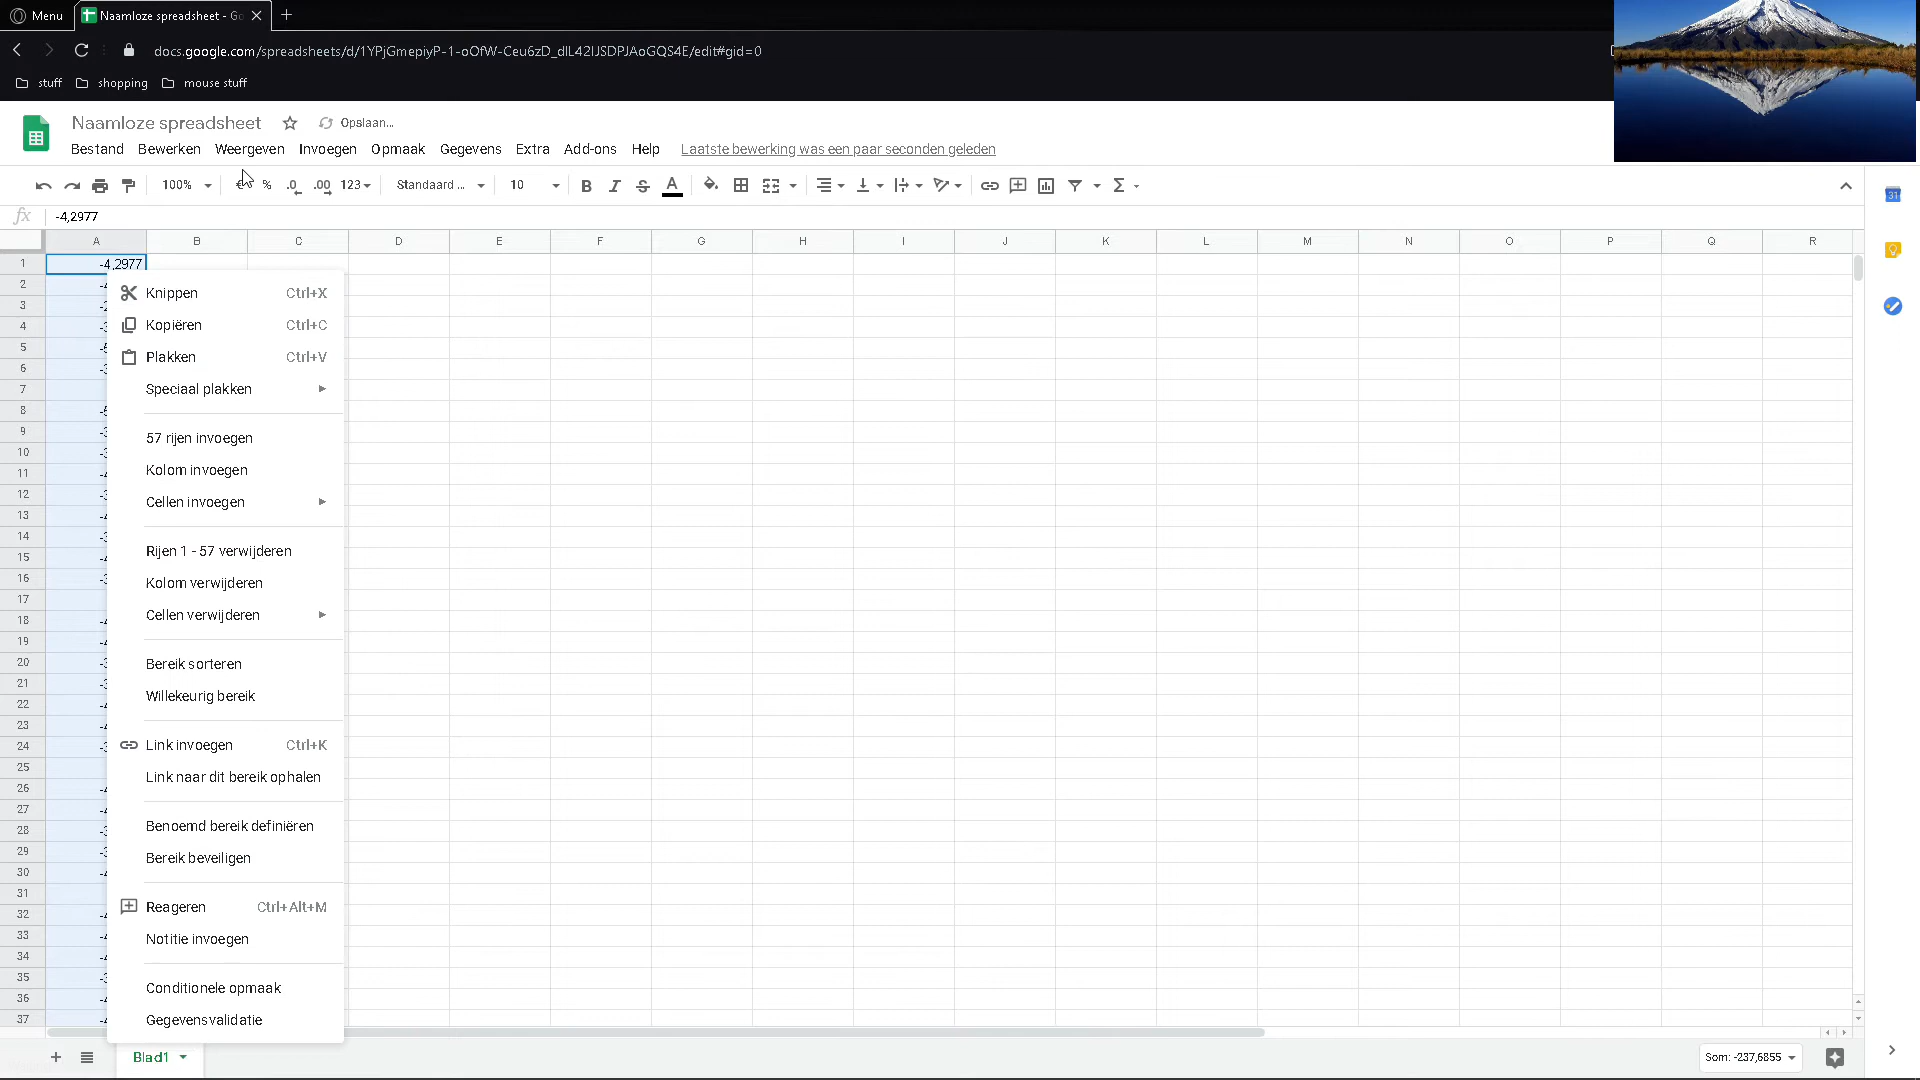 Menu Naamloze spreadsheet - Go
docs.google.com/spreadsheets/d/1YPjGmepiyP-1-oOfW-Ceu6zD_dIL42IJSDPJAoGQS4E/edit#gid=0
stuff shopping mouse stuff
Naamloze spreadsheet Opslaan...
Bestand Bewerken Weergeven Invoegen Opmaak Gegevens Extra Add-ons Help Laatste bewerking was een paar seconden geleden
100% € % .0 .00 123 Standaard ... 10 B I S A Σ 31
fx -4,2977
A B C D E F G H I J K L M N O P Q R
1 -4,2977
2
3
4
5
6
7
8
9
10
11
12
13
14
15
16
17
18
19
20
21
22
23
24
25
26
27
28
29
30
31
32
33
34
35
36
37
Knippen Ctrl+X
Kopiëren Ctrl+C
Plakken Ctrl+V
Speciaal plakken
57 rijen invoegen
Kolom invoegen
Cellen invoegen
Rijen 1 - 57 verwijderen
Kolom verwijderen
Cellen verwijderen
Bereik sorteren
Willekeurig bereik
Link invoegen Ctrl+K
Link naar dit bereik ophalen
Benoemd bereik definiëren
Bereik beveiligen
Reageren Ctrl+Alt+M
Notitie invoegen
Conditionele opmaak
Gegevensvalidatie
+ Blad1 Som: -237,6855